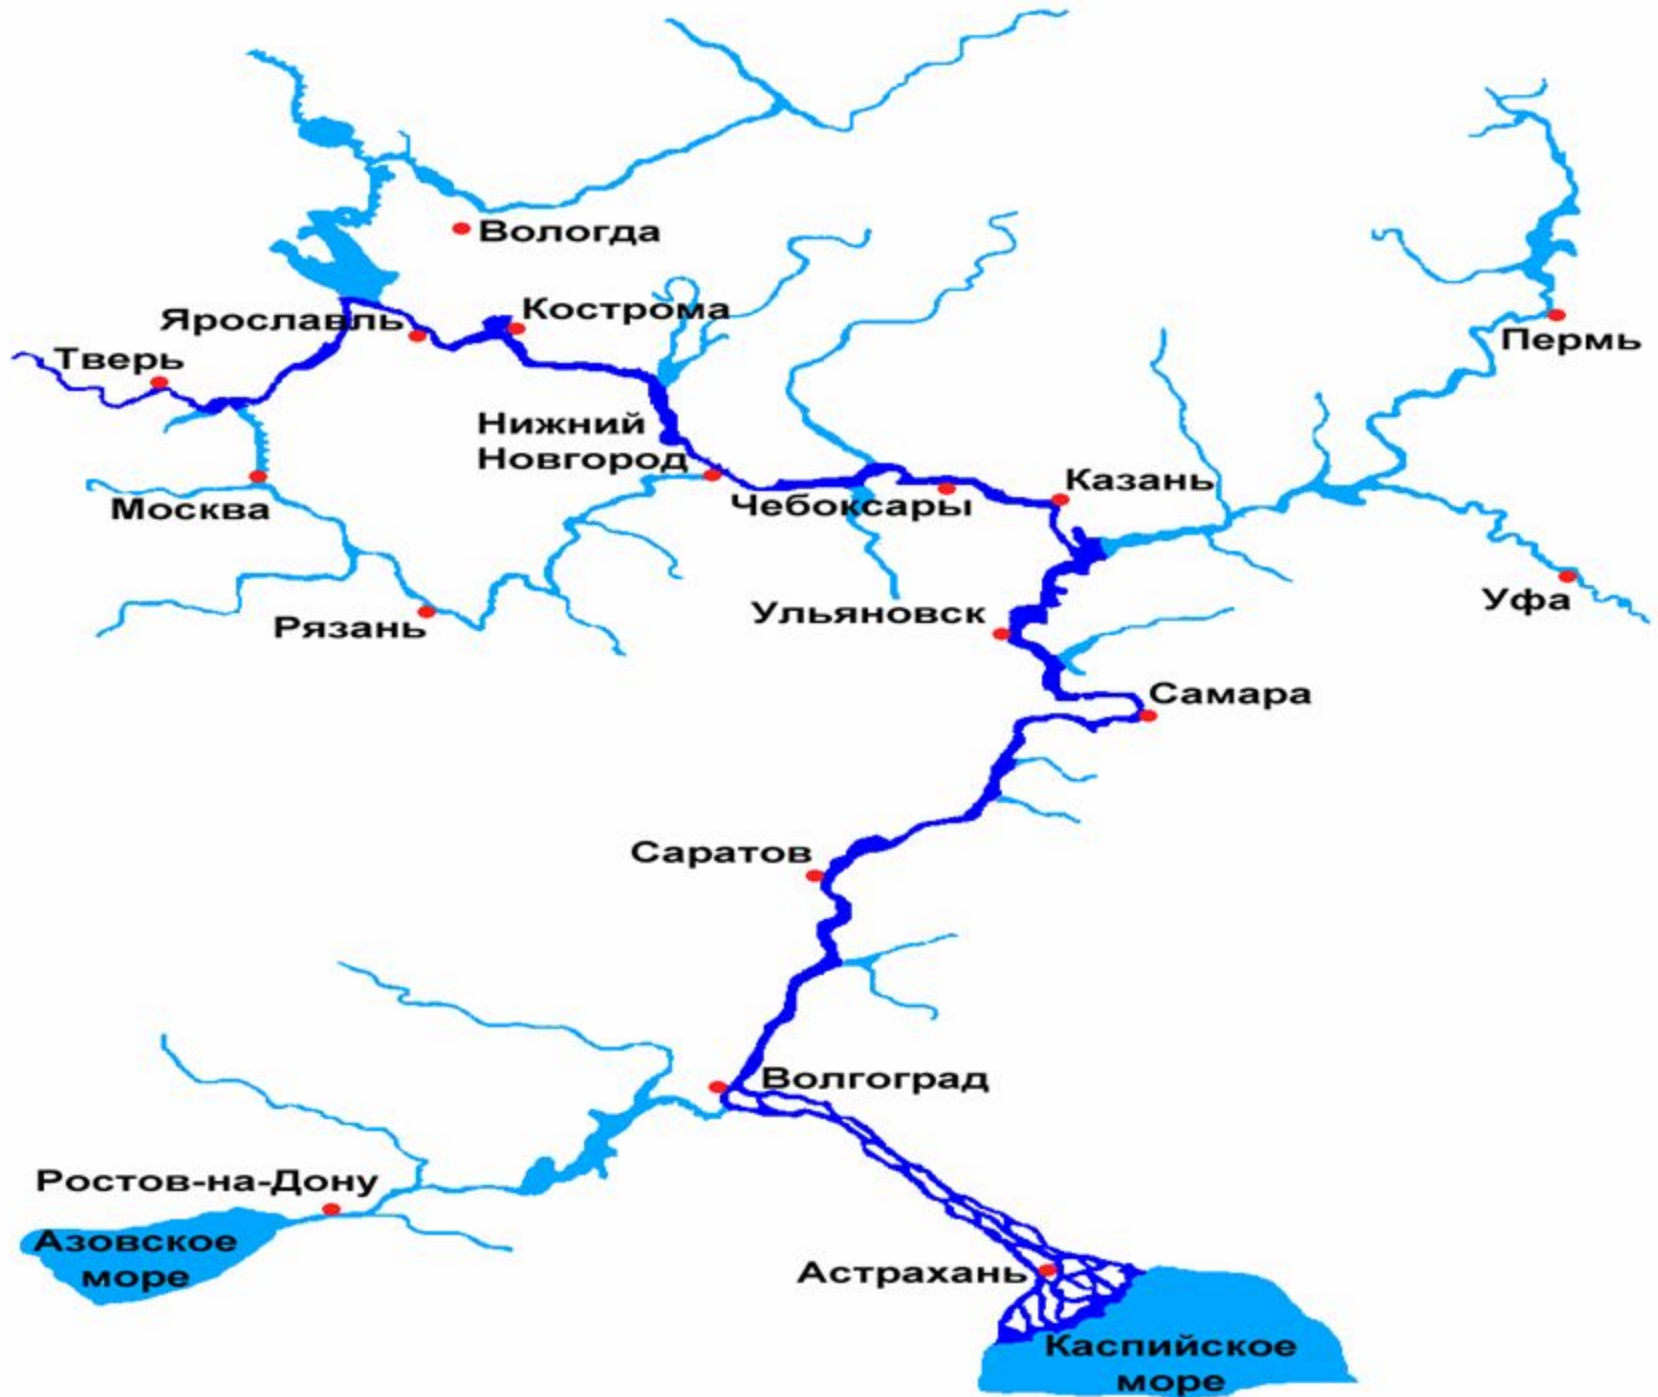 Вологда
Кострома
Ярославль
Пермь
Тверь
Нижний
Новгород
Казань
Чебоксары
Москва
Уфа
Ульяновск
Рязань
Самара
Саратов
Волгоград
Ростов-на-Дону
Азовское
море
Астрахань
Каспийское
море